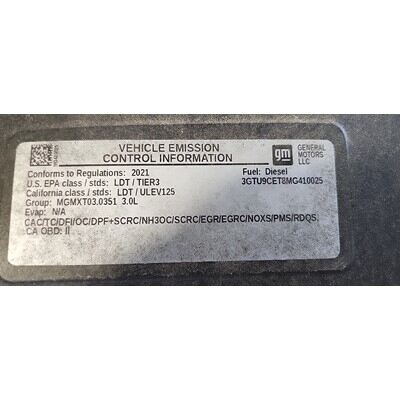 VEHICLE EMISSION
CONTROL INFORMATION
gm
GENERAL
MOTORS
LLC
Conforms to Regulations: 2021
Fuel: Diesel
U.S. EPA class / stds: LDT / TIER3
3GTU9CET8MG410025
California class / stds: LDT / ULEV125
Group: MGMXT03.0351 3.0L
Evap: N/A
CAC/TC/DFI/OC/DPF+SCRC/NH3OC/SCRC/EGR/EGRC/NOXS/PMS/RDQS.
CA OBD: II